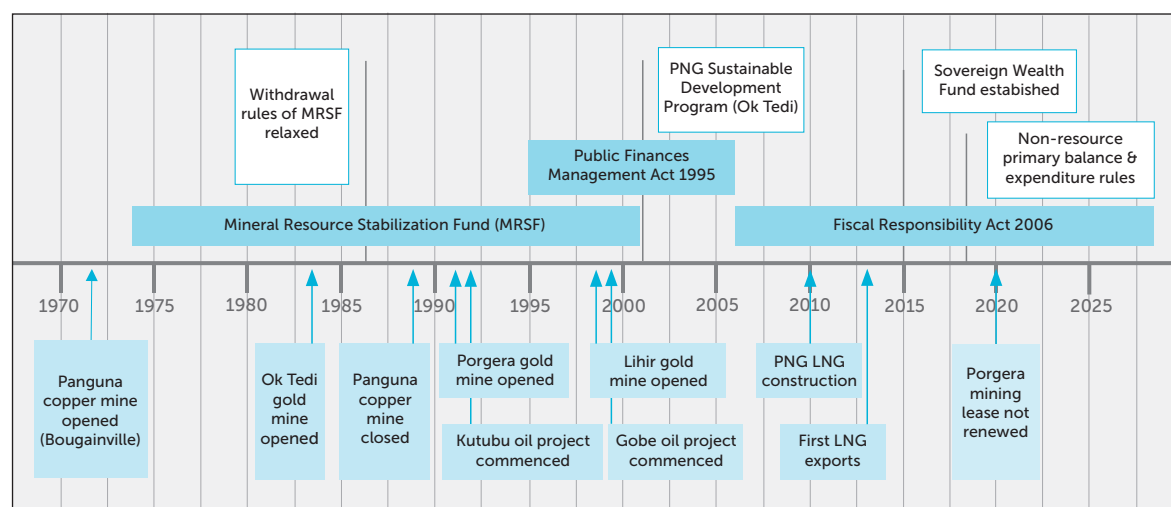 Withdrawal
rules of MRSF
relaxed
PNG Sustainable
Development
Program (Ok Tedi)
Sovereign Wealth
Fund estabished
Public Finances
Management Act 1995
Non-resource
primary balance &
expenditure rules
Mineral Resource Stabilization Fund (MRSF)
Fiscal Responsibility Act 2006
1970
1975
1980
1985
1990
1995
2000
2005
2010
2015
2020
2025
Panguna
copper mine
opened
(Bougainville)
Ok Tedi
gold
mine
opened
Panguna
copper
mine
closed
Porgera gold
mine opened
Kutubu oil project
commenced
Lihir gold
mine opened
Gobe oil project
commenced
PNG LNG
construction
First LNG
exports
Porgera
mining
lease not
renewed